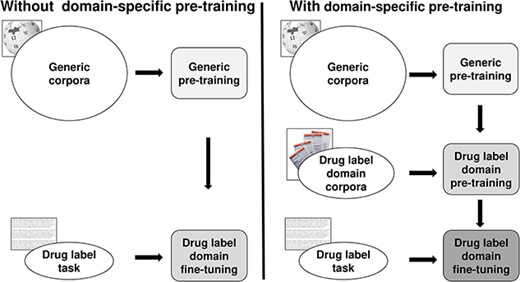 Without domain-specific pre-training
Generic
corpora
Generic
pre-training
Drug label
task
Drug label
domain
fine-tuning
With domain-specific pre-training
Generic
corpora
Generic
pre-training
Drug label
domain
corpora
Drug label
domain
pre-training
Drug label
task
Drug label
domain
fine-tuning